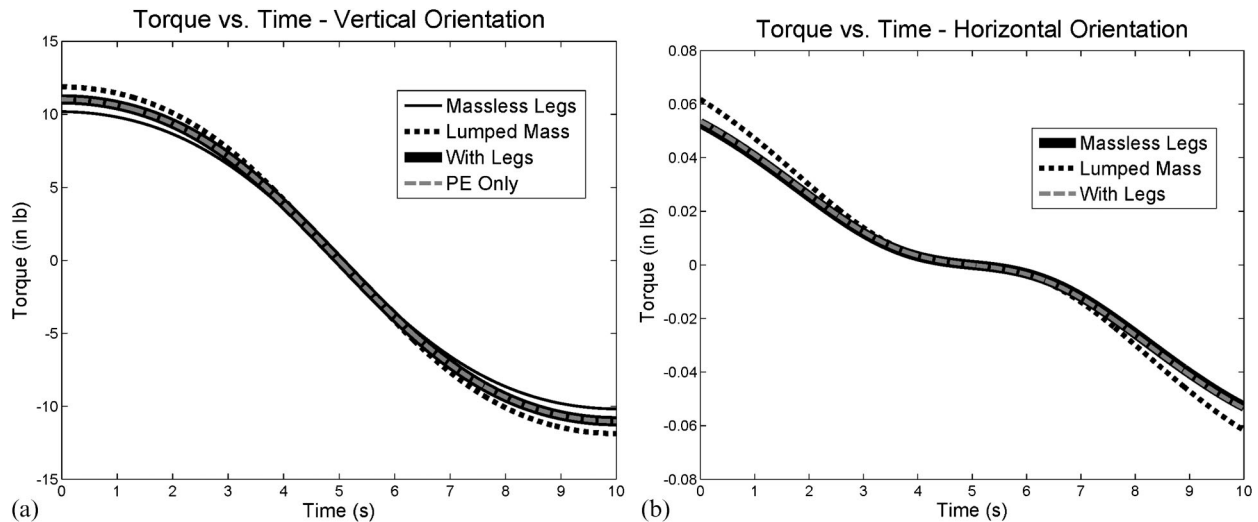 Torque vs. Time - Vertical Orientation
15
10
5
0
-5
-10
-15
Torque (in lb)
Massless Legs
Lumped Mass
With Legs
PE Only
0 1 2 3 4 5 6 7 8 9 10
Time (s)
(a)
Torque vs. Time - Horizontal Orientation
0.08
0.06
0.04
0.02
0
-0.02
-0.04
-0.06
-0.08
Torque (in lb)
Massless Legs
Lumped Mass
With Legs
0 1 2 3 4 5 6 7 8 9 10
Time (s)
(b)